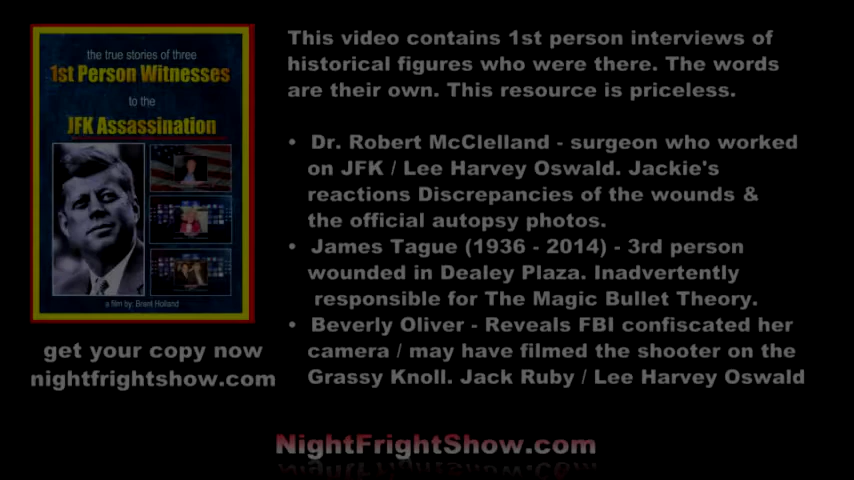 the true stories of three
1st Person Witnesses
to the
JFK Assassination
a film by: Brent Holland
get your copy now
nightfrightshow.com
This video contains 1st person interviews of
historical figures who were there. The words
are their own. This resource is priceless.
• Dr. Robert McClelland - surgeon who worked
on JFK / Lee Harvey Oswald. Jackie's
reactions Discrepancies of the wounds &
the official autopsy photos.
• James Tague (1936 - 2014) - 3rd person
wounded in Dealey Plaza. Inadvertently
responsible for The Magic Bullet Theory.
• Beverly Oliver - Reveals FBI confiscated her
camera / may have filmed the shooter on the
Grassy Knoll. Jack Ruby / Lee Harvey Oswald
NightFrightShow.com